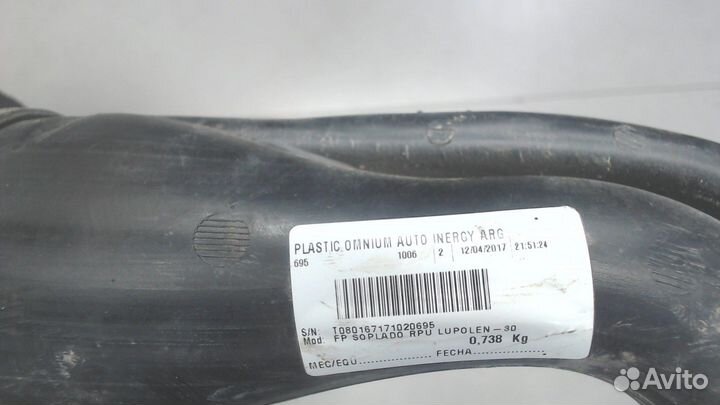 PLASTIC OMNIUM AUTO INERGY ARG
695 1006 2 12/04/2017 21:51:24
S/N: T080167171020695
Mod: FP SOPLADO RPU LUPOLEN -30
0,738 Kg
MEC/EQU.................. FECHA..................
Avito